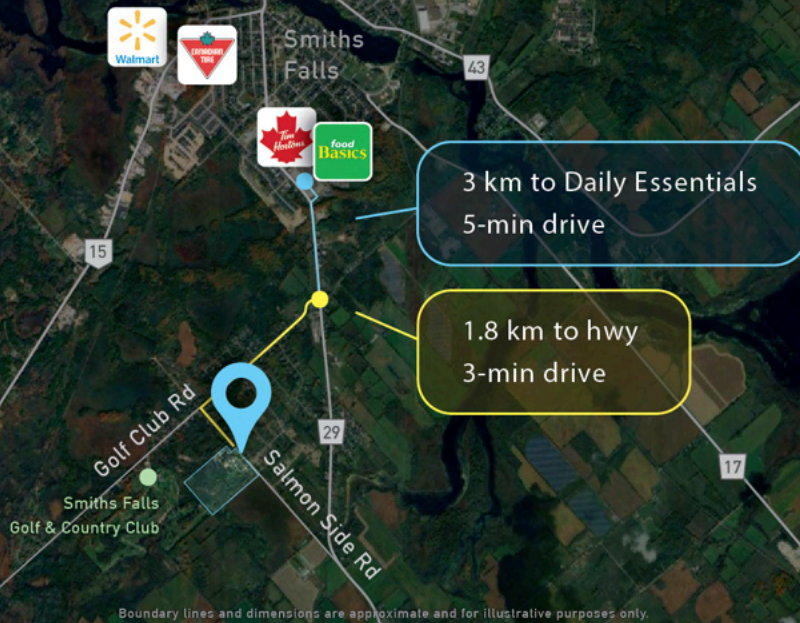 Walmart
CANADIAN
TIRE
Smiths
Falls
43
Tim
Hortons
food
Basics
3 km to Daily Essentials
5-min drive
15
1.8 km to hwy
3-min drive
Golf Club Rd
29
17
Salmon Side Rd
Smiths Falls
Golf & Country Club
Boundary lines and dimensions are approximate and for illustrative purposes only.